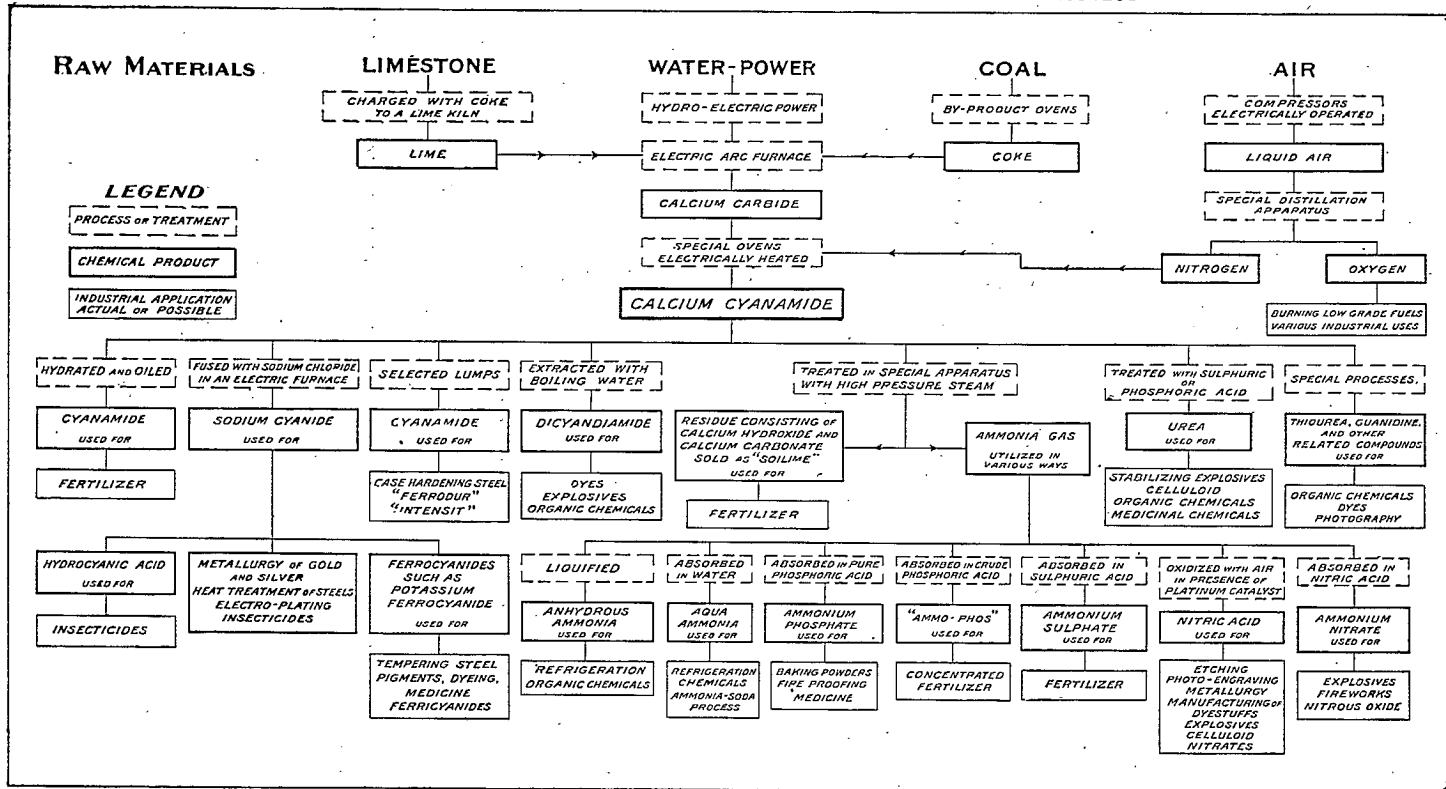 RAW MATERIALS
LIMESTONE
WATER-POWER
COAL
AIR
CHARGED WITH COKE
TO A LIME KILN
HYDRO-ELECTRIC POWER
BY-PRODUCT OVENS
COMPRESSORS
ELECTRICALLY OPERATED
LIME
ELECTRIC ARC FURNACE
COKE
LIQUID AIR
LEGEND
PROCESS OR TREATMENT
CHEMICAL PRODUCT
INDUSTRIAL APPLICATION
ACTUAL OR POSSIBLE
CALCIUM CARBIDE
SPECIAL DISTILLATION
APPARATUS
SPECIAL OVENS
ELECTRICALLY HEATED
NITROGEN
OXYGEN
CALCIUM CYANAMIDE
BURNING LOW GRADE FUELS
VARIOUS INDUSTRIAL USES
HYDRATED AND OILED
CYANAMIDE
USED FOR
FERTILIZER
FUSED WITH SODIUM CHLORIDE
IN AN ELECTRIC FURNACE
SODIUM CYANIDE
USED FOR
SELECTED LUMPS
CYANAMIDE
USED FOR
CASE HARDENING STEEL
"FERRODUR"
"INTENSIT"
EXTRACTED WITH
BOILING WATER
DICYANDIAMIDE
USED FOR
DYES
EXPLOSIVES
ORGANIC CHEMICALS
TREATED IN SPECIAL APPARATUS
WITH HIGH PRESSURE STEAM
RESIDUE CONSISTING OF
CALCIUM HYDROXIDE AND
CALCIUM CARBONATE
SOLD AS "SOILIME"
USED FOR
FERTILIZER
AMMONIA GAS
UTILIZED IN
VARIOUS WAYS
TREATED WITH SULPHURIC
OR
PHOSPHORIC ACID
UREA
USED FOR
STABILIZING EXPLOSIVES
CELLULOID
ORGANIC CHEMICALS
MEDICINAL CHEMICALS
SPECIAL PROCESSES,
THIOUREA, GUANIDINE,
AND OTHER
RELATED COMPOUNDS
USED FOR
ORGANIC CHEMICALS
DYES
PHOTOGRAPHY
HYDROCYANIC ACID
USED FOR
INSECTICIDES
METALLURGY OF GOLD
AND SILVER
HEAT TREATMENT OF STEELS
ELECTRO-PLATING
INSECTICIDES
FERROCYANIDES
SUCH AS
POTASSIUM
FERROCYANIDE
USED FOR
TEMPERING STEEL
PIGMENTS, DYEING,
MEDICINE
FERRICYANIDES
LIQUIFIED
ANHYDROUS
AMMONIA
USED FOR
REFRIGERATION
ORGANIC CHEMICALS
ABSORBED
IN WATER
AQUA
AMMONIA
USED FOR
REFRIGERATION
CHEMICALS
AMMONIA-SODA
PROCESS
ABSORBED IN PURE
PHOSPHORIC ACID
AMMONIUM
PHOSPHATE
USED FOR
BAKING POWDERS
FIRE PROOFING
MEDICINE
ABSORBED IN CRUDE
PHOSPHORIC ACID
"AMMO-PHOS"
USED FOR
CONCENTRATED
FERTILIZER
ADSORBED IN
SULPHURIC ACID
AMMONIUM
SULPHATE
USED FOR
FERTILIZER
OXIDIZED WITH AIR
IN PRESENCE OF
PLATINUM CATALYST
NITRIC ACID
USED FOR
ETCHING
PHOTO-ENGRAVING
METALLURGY
MANUFACTURING OF
DYESTUFFS
EXPLOSIVES
CELLULOID
NITRATES
ABSORBED IN
NITRIC ACID
AMMONIUM
NITRATE
USED FOR
EXPLOSIVES
FIREWORKS
NITROUS OXIDE